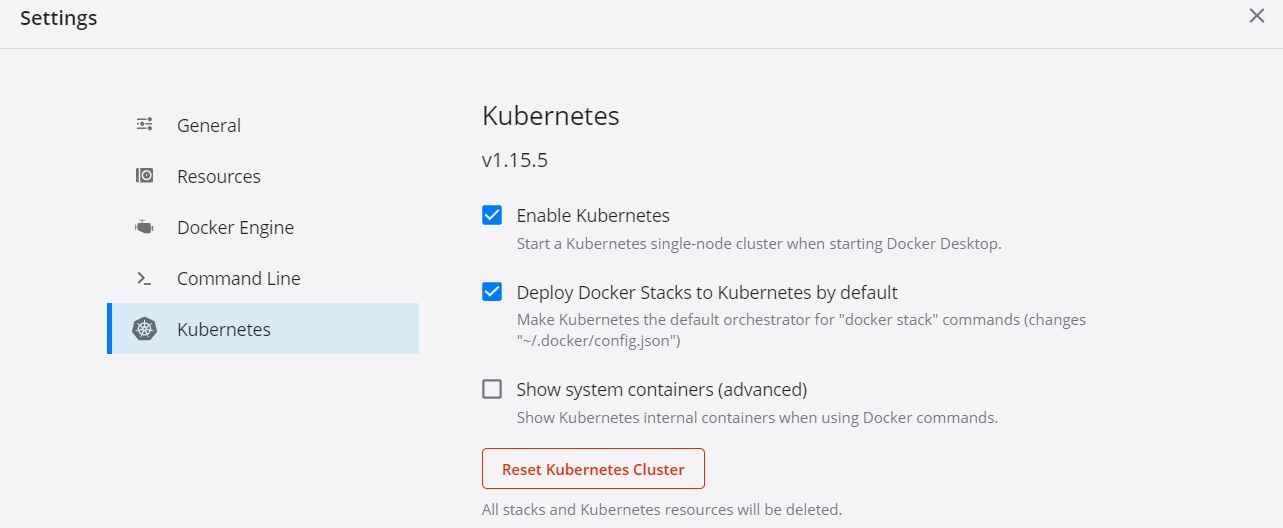 Settings
General
Resources
Docker Engine
Command Line
Kubernetes
Kubernetes
v1.15.5
Enable Kubernetes
Start a Kubernetes single-node cluster when starting Docker Desktop.
Deploy Docker Stacks to Kubernetes by default
Make Kubernetes the default orchestrator for "docker stack" commands (changes
"~/.docker/config.json")
Show system containers (advanced)
Show Kubernetes internal containers when using Docker commands.
Reset Kubernetes Cluster
All stacks and Kubernetes resources will be deleted.